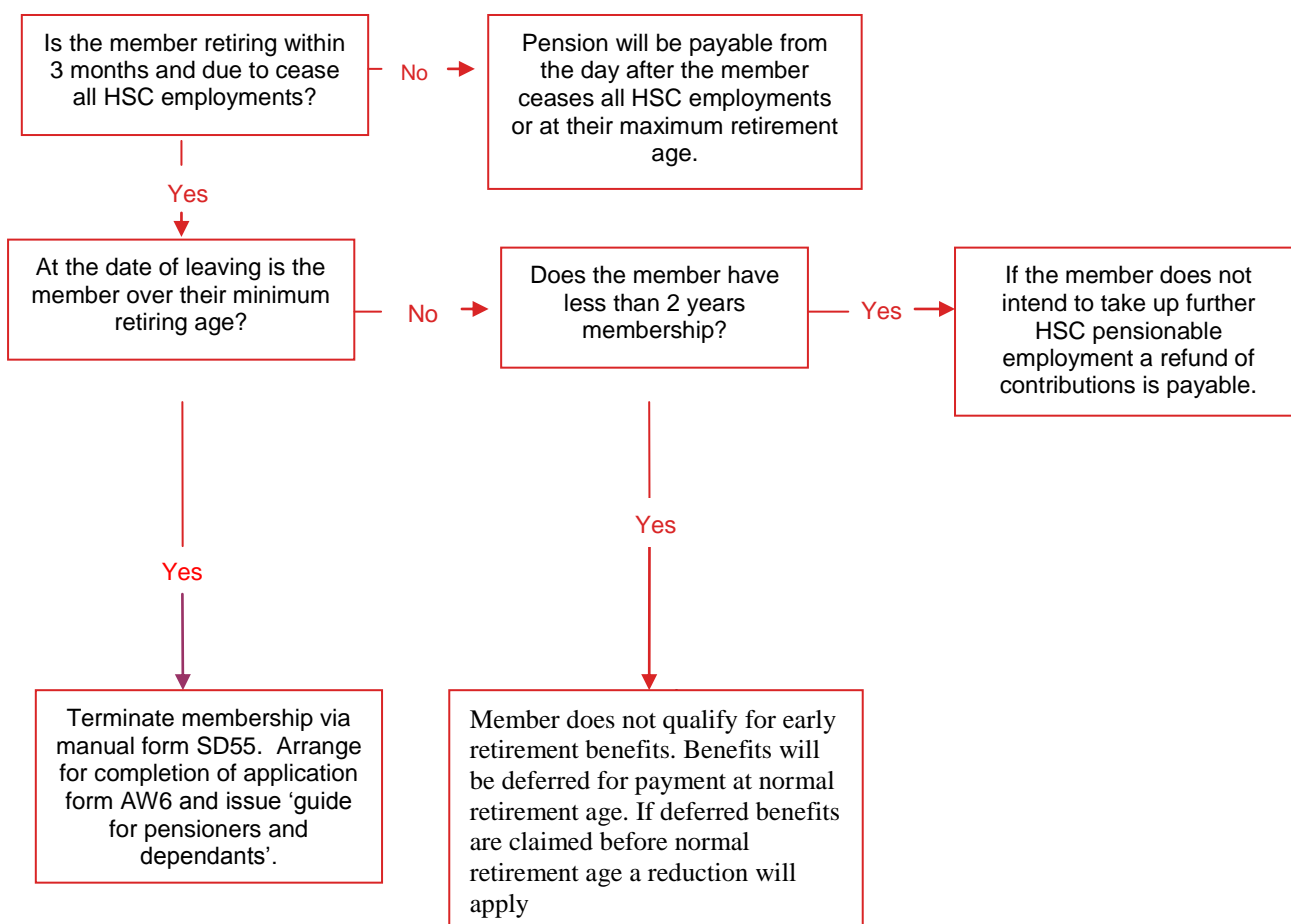 Is the member retiring within
3 months and due to cease
all HSC employments?
No
Pension will be payable from
the day after the member
ceases all HSC employments
or at their maximum retirement
age.
Yes
At the date of leaving is the
member over their minimum
retiring age?
No
Does the member have
less than 2 years
membership?
Yes
If the member does not
intend to take up further
HSC pensionable
employment a refund of
contributions is payable.
Yes
Yes
Terminate membership via
manual form SD55. Arrange
for completion of application
form AW6 and issue ‘guide
for pensioners and
dependants’.
Member does not qualify for early
retirement benefits. Benefits will
be deferred for payment at normal
retirement age. If deferred benefits
are claimed before normal
retirement age a reduction will
apply